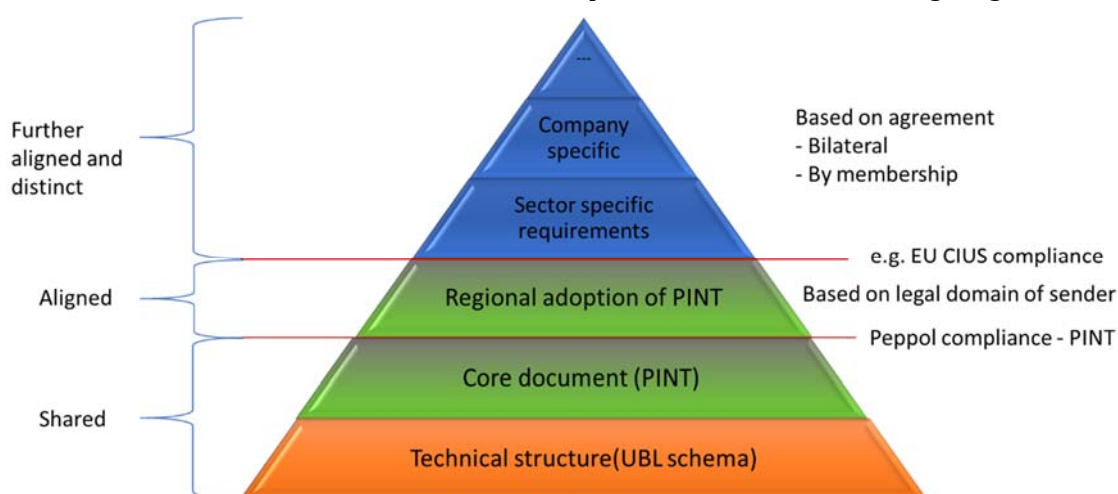 ---
Company
specific
Sector specific
requirements
Regional adoption of PINT
Core document (PINT)
Technical structure(UBL schema)
Further
aligned and
distinct
Aligned
Shared
Based on agreement
- Bilateral
- By membership
e.g. EU CIUS compliance
Based on legal domain of sender
Peppol compliance - PINT